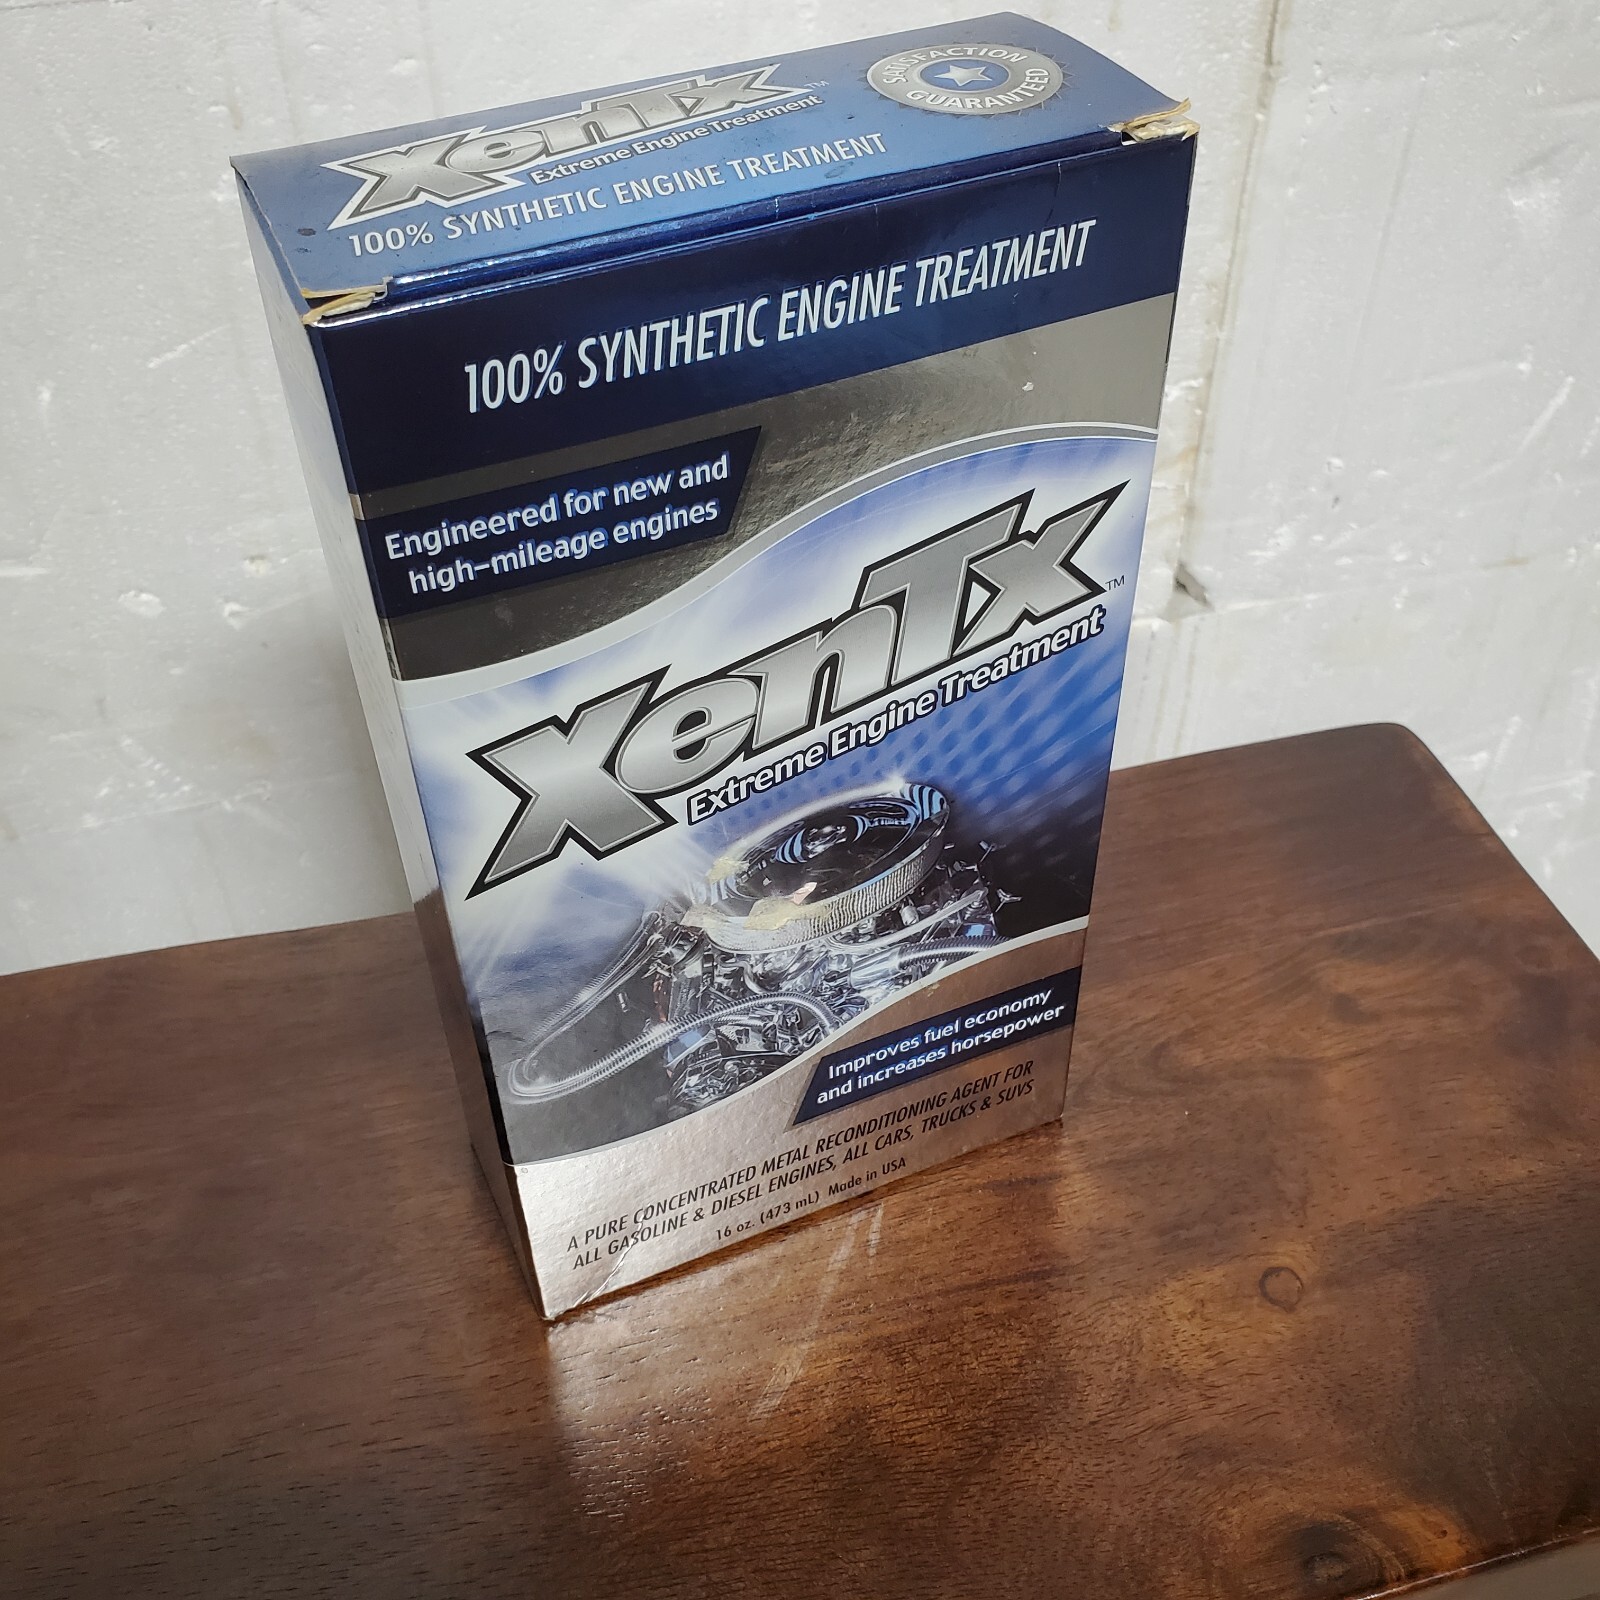 XenTx™
Extreme Engine Treatment
100% SYNTHETIC ENGINE TREATMENT
SATISFACTION
GUARANTEED
100% SYNTHETIC ENGINE TREATMENT
Engineered for new and
high-mileage engines
XenTx™
Extreme Engine Treatment
Improves fuel economy
and increases horsepower
A PURE CONCENTRATED METAL RECONDITIONING AGENT FOR
ALL GASOLINE & DIESEL ENGINES, ALL CARS, TRUCKS & SUVS
16 oz. (473 mL) Made in USA